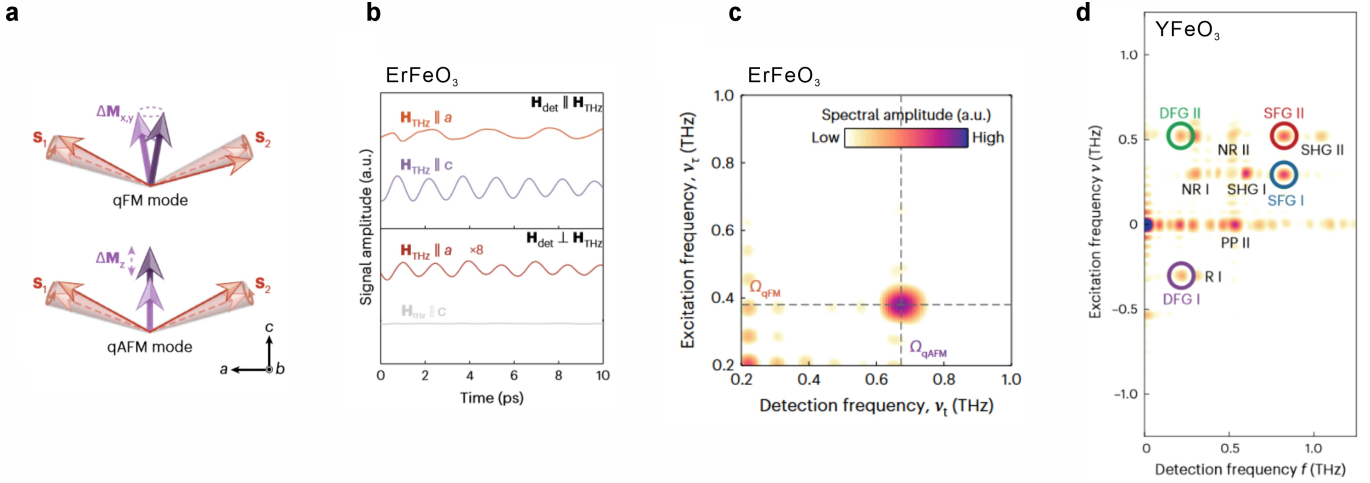 a
ΔM x,y
S1
S2
qFM mode
ΔM z
S1
S2
qAFM mode
c
a
b
b
ErFeO3
Signal amplitude (a.u.)
Hdet ∥ HTHz
HTHz ∥ a
HTHz ∥ c
Hdet ⊥ HTHz
HTHz ∥ a ×8
HTHz ∥ c
0 2 4 6 8 10
Time (ps)
c
ErFeO3
Excitation frequency, νt (THz)
1.0
0.8
0.6
0.4
0.2
Spectral amplitude (a.u.)
Low High
ΩqFM
ΩqAFM
0.2 0.4 0.6 0.8 1.0
Detection frequency, νt (THz)
d
YFeO3
Excitation frequency ν (THz)
1.0
0.5
0
−0.5
−1.0
DFG II
SFG II
NR II
SHG II
NR I
SHG I
SFG I
PP II
R I
DFG I
0 0.5 1.0
Detection frequency f (THz)